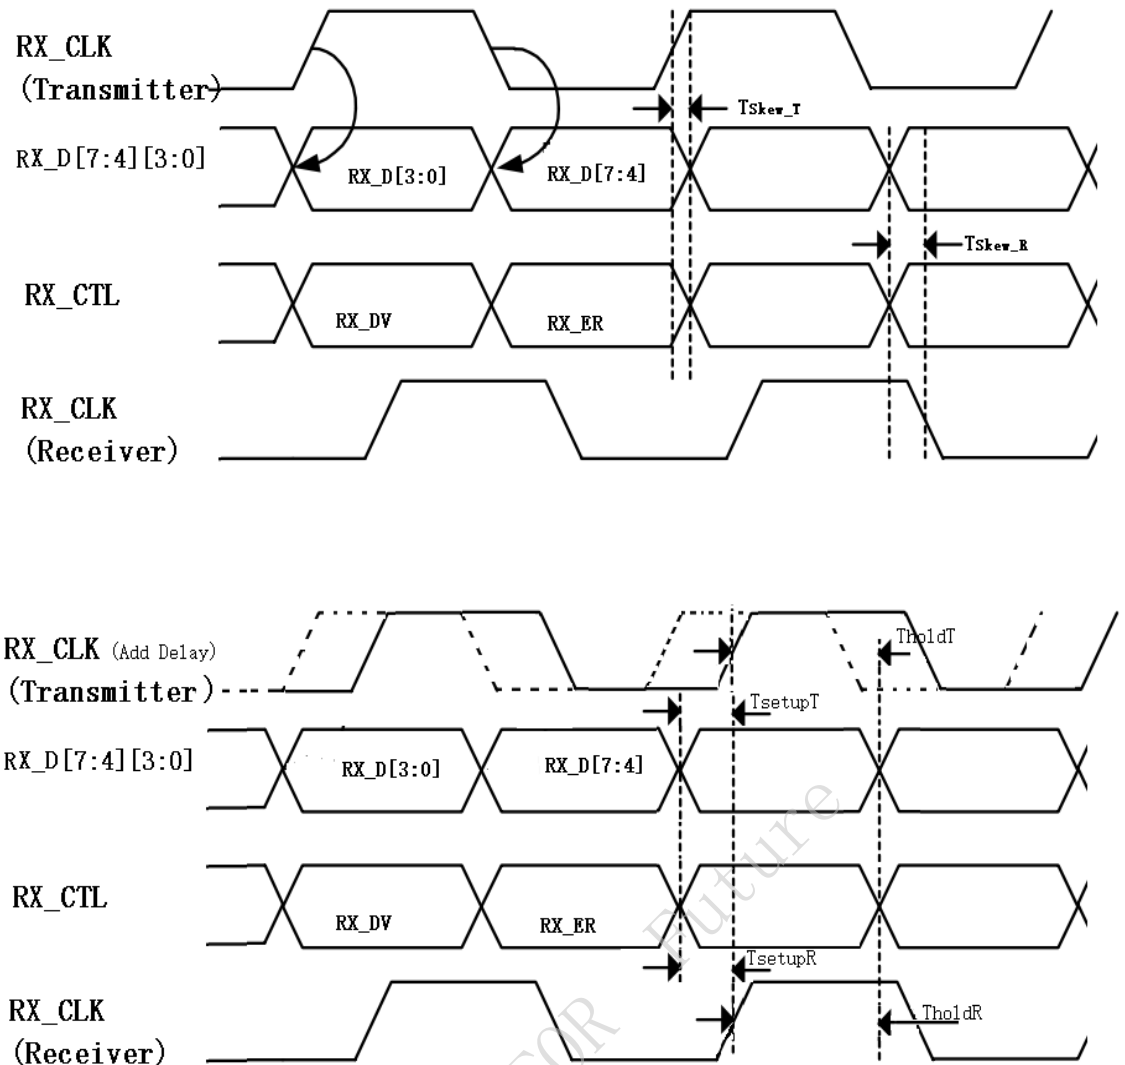 RX_CLK
(Transmitter)
TSkew_T
RX_D[7:4][3:0]
RX_D[3:0]
RX_D[7:4]
TSkew_R
RX_CTL
RX_DV
RX_ER
RX_CLK
(Receiver)
RX_CLK (Add Delay)
TholdT
(Transmitter)
TsetupT
RX_D[7:4][3:0]
RX_D[3:0]
RX_D[7:4]
Future
RX_CTL
RX_DV
RX_ER
TsetupR
RX_CLK
TholdR
(Receiver)